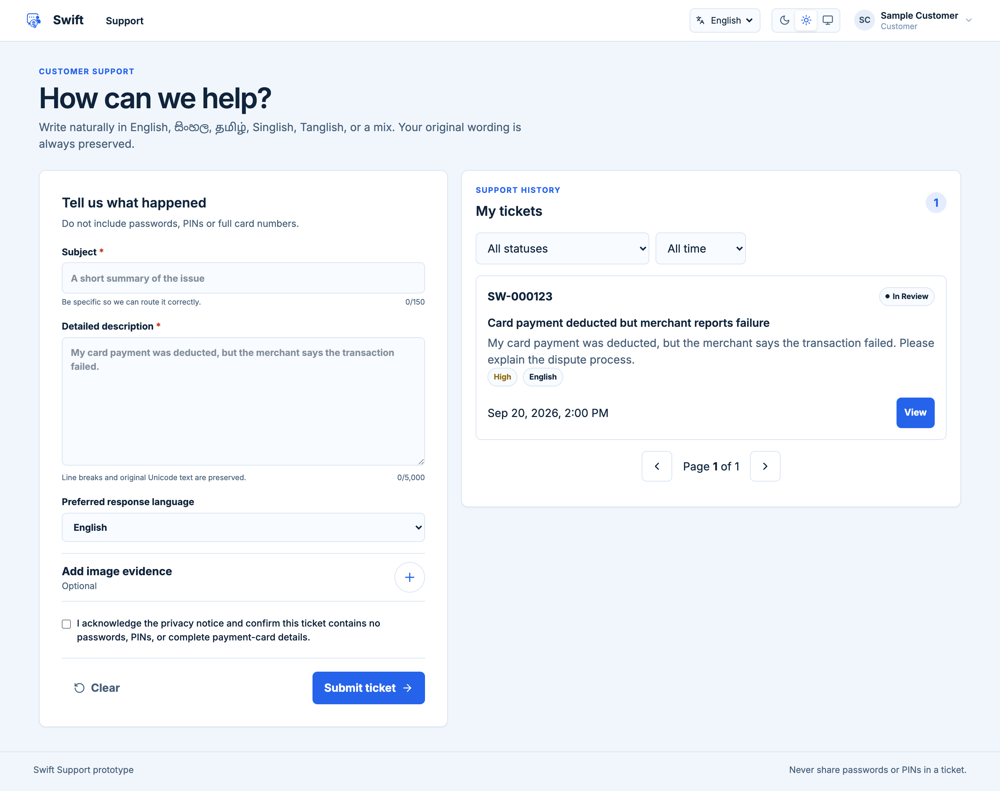 Swift
Support
English
SC
Sample Customer
Customer
CUSTOMER SUPPORT
How can we help?
Write naturally in English, සිංහල, தமிழ், Singlish, Tanglish, or a mix. Your original wording is
always preserved.
Tell us what happened
Do not include passwords, PINs or full card numbers.
Subject *
A short summary of the issue
Be specific so we can route it correctly.
0/150
Detailed description *
My card payment was deducted, but the merchant says the transaction
failed.
Line breaks and original Unicode text are preserved.
0/5,000
Preferred response language
English
Add image evidence
Optional
I acknowledge the privacy notice and confirm this ticket contains no
passwords, PINs, or complete payment-card details.
Clear
Submit ticket
SUPPORT HISTORY
My tickets
1
All statuses
All time
SW-000123
In Review
Card payment deducted but merchant reports failure
My card payment was deducted, but the merchant says the transaction failed. Please
explain the dispute process.
High
English
Sep 20, 2026, 2:00 PM
View
Page 1 of 1
Swift Support prototype
Never share passwords or PINs in a ticket.